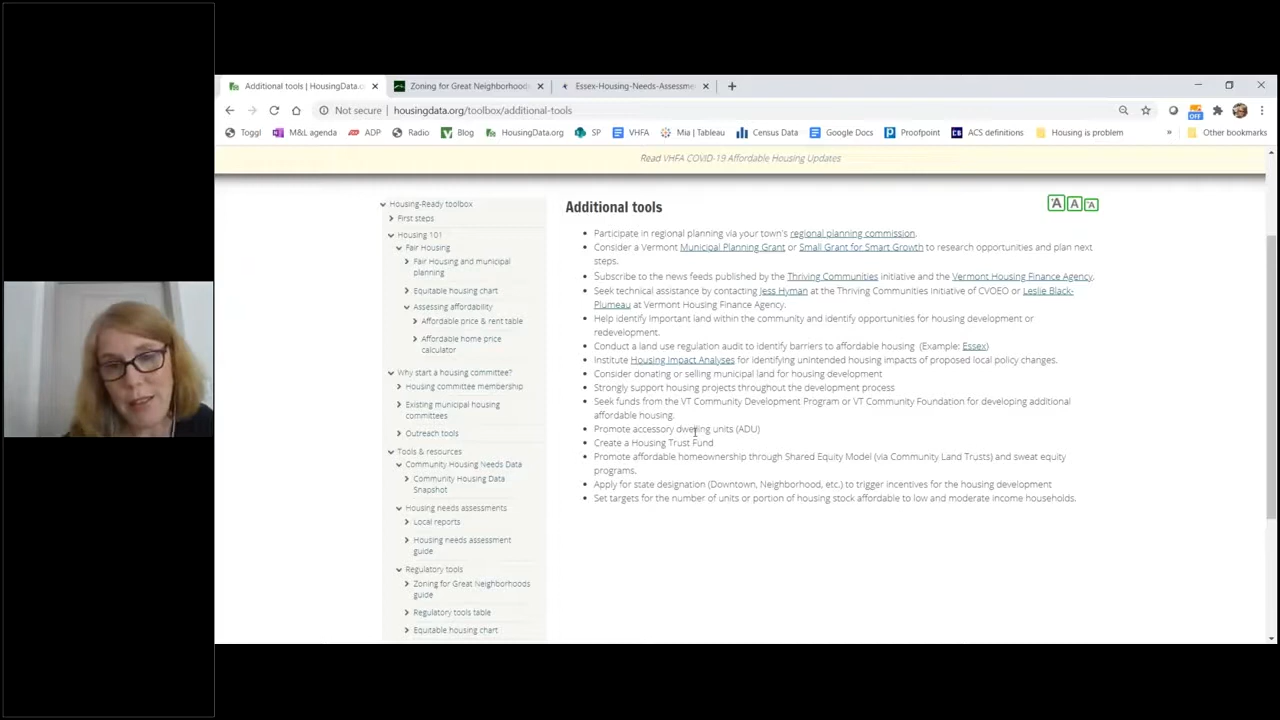 Additional tools | HousingData.o
Zoning for Great Neighborhoods
Essex-Housing-Needs-Assessme
Not secure
housingdata.org/toolbox/additional-tools
OFF
Toggl
M&L agenda
ADP
Radio
Blog
HousingData.org
SP
VHFA
Mia | Tableau
Census Data
Google Docs
Proofpoint
ACS definitions
Housing is problem
»
Other bookmarks
Read VHFA COVID-19 Affordable Housing Updates
Housing-Ready toolbox
First steps
Housing 101
Fair Housing
Fair Housing and municipal
planning
Equitable housing chart
Assessing affordability
Affordable price & rent table
Affordable home price
calculator
Why start a housing committee?
Housing committee membership
Existing municipal housing
committees
Outreach tools
Tools & resources
Community Housing Needs Data
Community Housing Data
Snapshot
Housing needs assessments
Local reports
Housing needs assessment
guide
Regulatory tools
Zoning for Great Neighborhoods
guide
Regulatory tools table
Equitable housing chart
Additional tools
A A A
Participate in regional planning via your town's regional planning commission.
Consider a Vermont Municipal Planning Grant or Small Grant for Smart Growth to research opportunities and plan next
steps.
Subscribe to the news feeds published by the Thriving Communities initiative and the Vermont Housing Finance Agency.
Seek technical assistance by contacting Jess Hyman at the Thriving Communities Initiative of CVOEO or Leslie Black-
Plumeau at Vermont Housing Finance Agency.
Help identify important land within the community and identify opportunities for housing development or
redevelopment.
Conduct a land use regulation audit to identify barriers to affordable housing (Example: Essex)
Institute Housing Impact Analyses for identifying unintended housing impacts of proposed local policy changes.
Consider donating or selling municipal land for housing development
Strongly support housing projects throughout the development process
Seek funds from the VT Community Development Program or VT Community Foundation for developing additional
affordable housing.
Promote accessory dwelling units (ADU)
Create a Housing Trust Fund
Promote affordable homeownership through Shared Equity Model (via Community Land Trusts) and sweat equity
programs.
Apply for state designation (Downtown, Neighborhood, etc.) to trigger incentives for the housing development
Set targets for the number of units or portion of housing stock affordable to low and moderate income households.